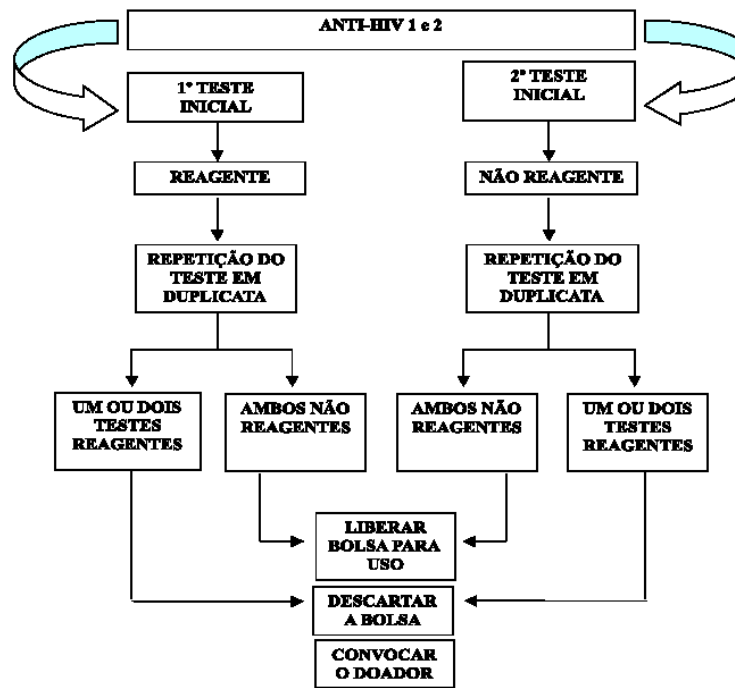 ANTI-HIV 1 e 2
1º TESTE
INICIAL
2º TESTE
INICIAL
REAGENTE
NÃO REAGENTE
REPETIÇÃO DO
TESTE EM
DUPLICATA
REPETIÇÃO DO
TESTE EM
DUPLICATA
UM OU DOIS
TESTES
REAGENTES
AMBOS NÃO
REAGENTES
AMBOS NÃO
REAGENTES
UM OU DOIS
TESTES
REAGENTES
LIBERAR
BOLSA PARA
USO
DESCARTAR
A BOLSA
CONVOCAR
O DOADOR